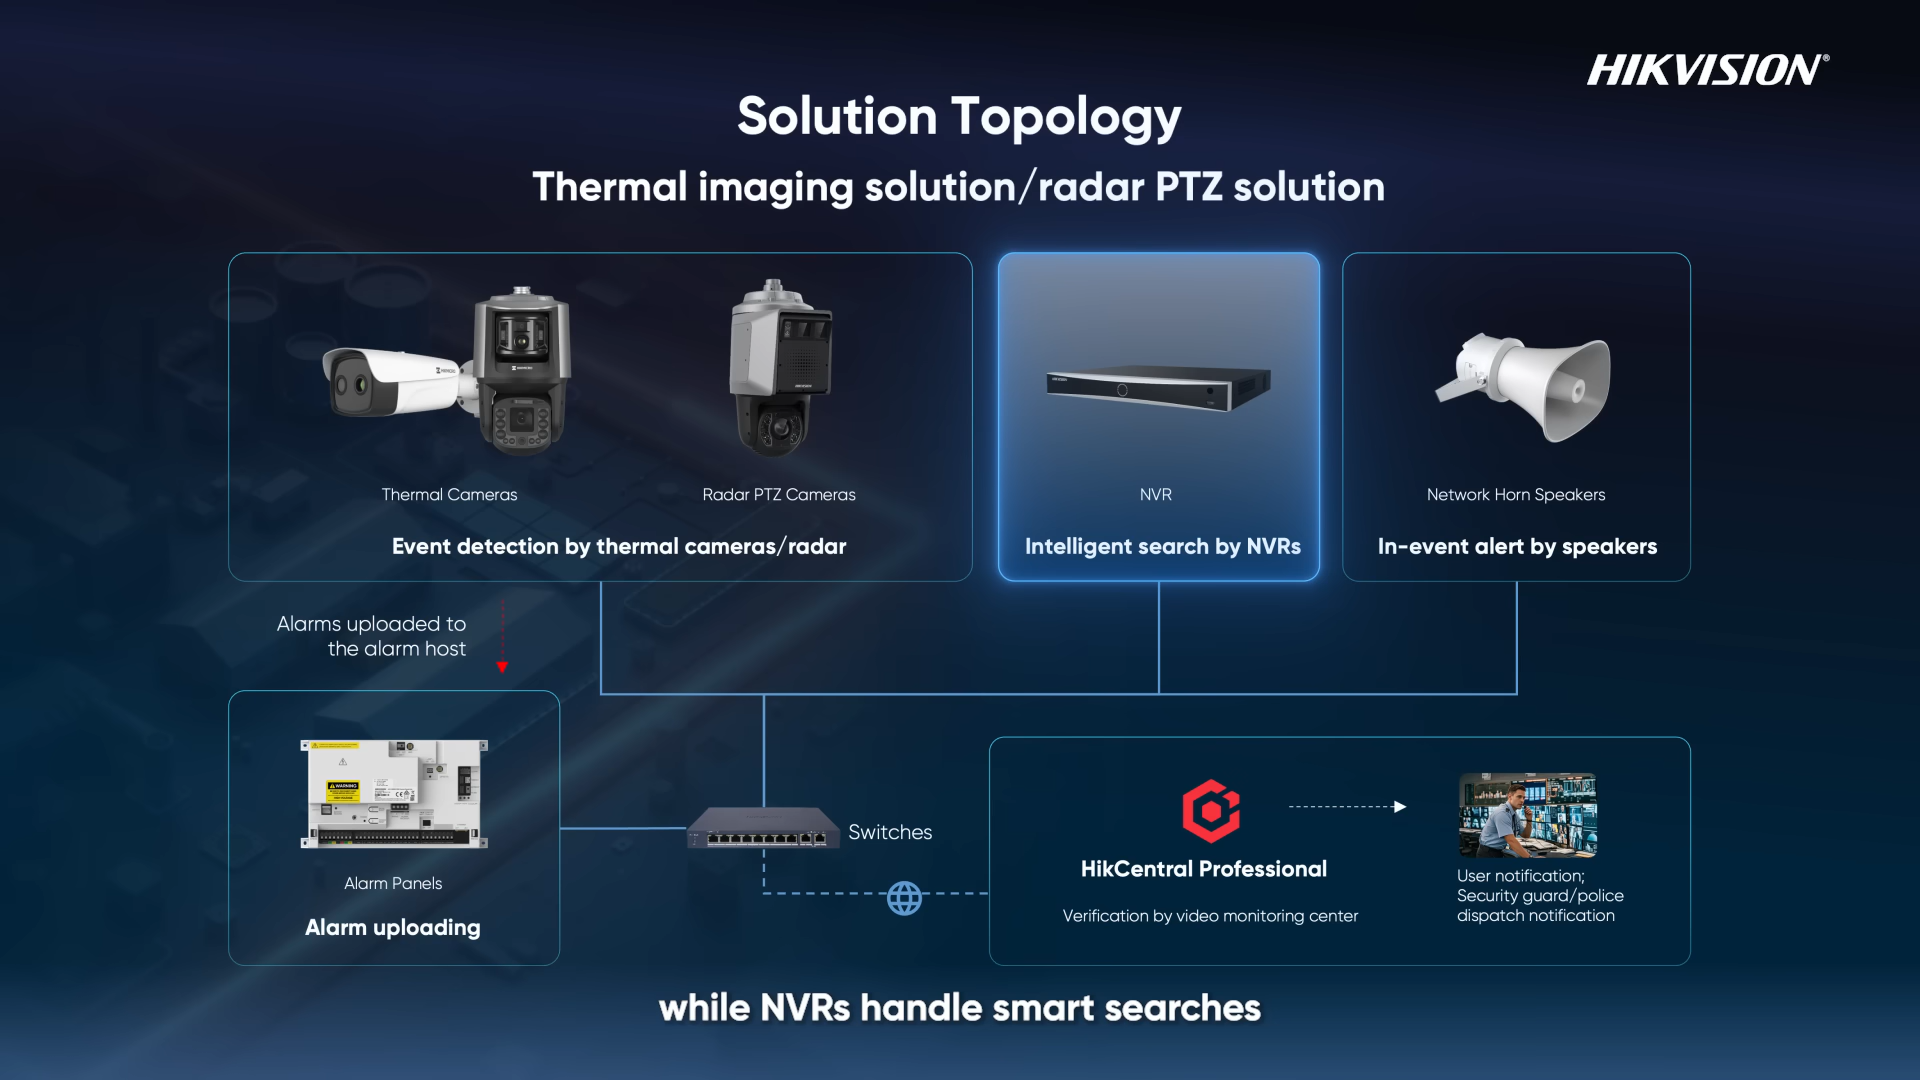 HIKVISION®
Solution Topology
Thermal imaging solution/radar PTZ solution
Thermal Cameras
Radar PTZ Cameras
Event detection by thermal cameras/radar
NVR
Intelligent search by NVRs
Network Horn Speakers
In-event alert by speakers
Alarms uploaded to
the alarm host
WARNING
Alarm Panels
Alarm uploading
Switches
HikCentral Professional
Verification by video monitoring center
User notification;
Security guard/police
dispatch notification
while NVRs handle smart searches